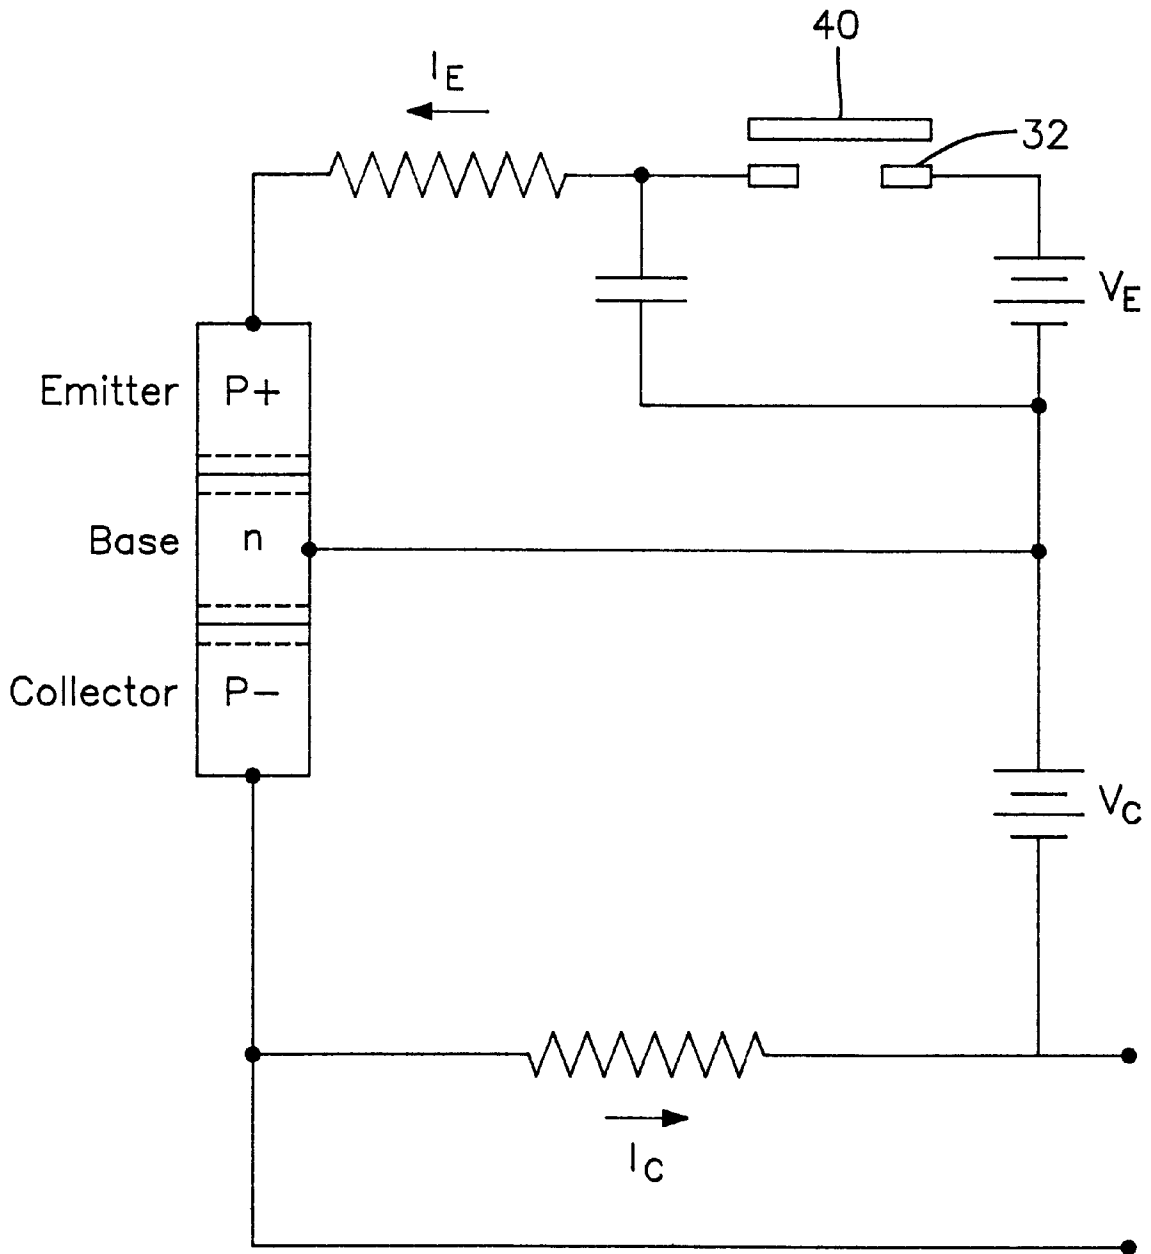 40
I_E
32
V_E
Emitter P+
Base n
Collector P−
V_C
I_C